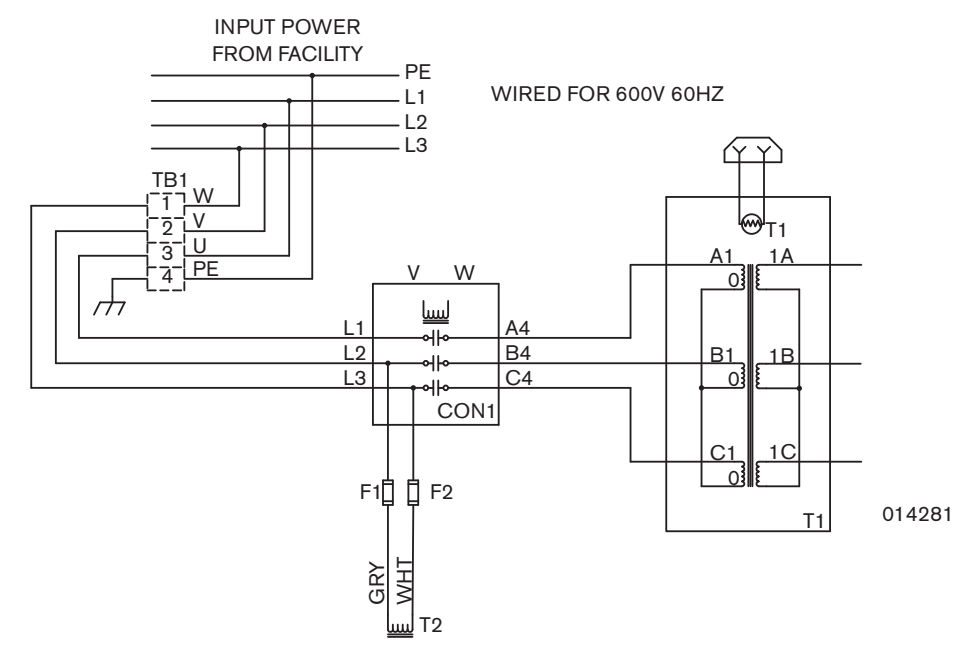 INPUT POWER
FROM FACILITY
PE
L1
L2
L3
WIRED FOR 600V 60HZ
TB1
1 W
2 V
3 U
4 PE
V W
L1 A4
L2 B4
L3 C4
CON1
F1 F2
GRY WHT
T2
T1
A1 1A
0
B1 1B
0
C1 1C
0
T1
014281